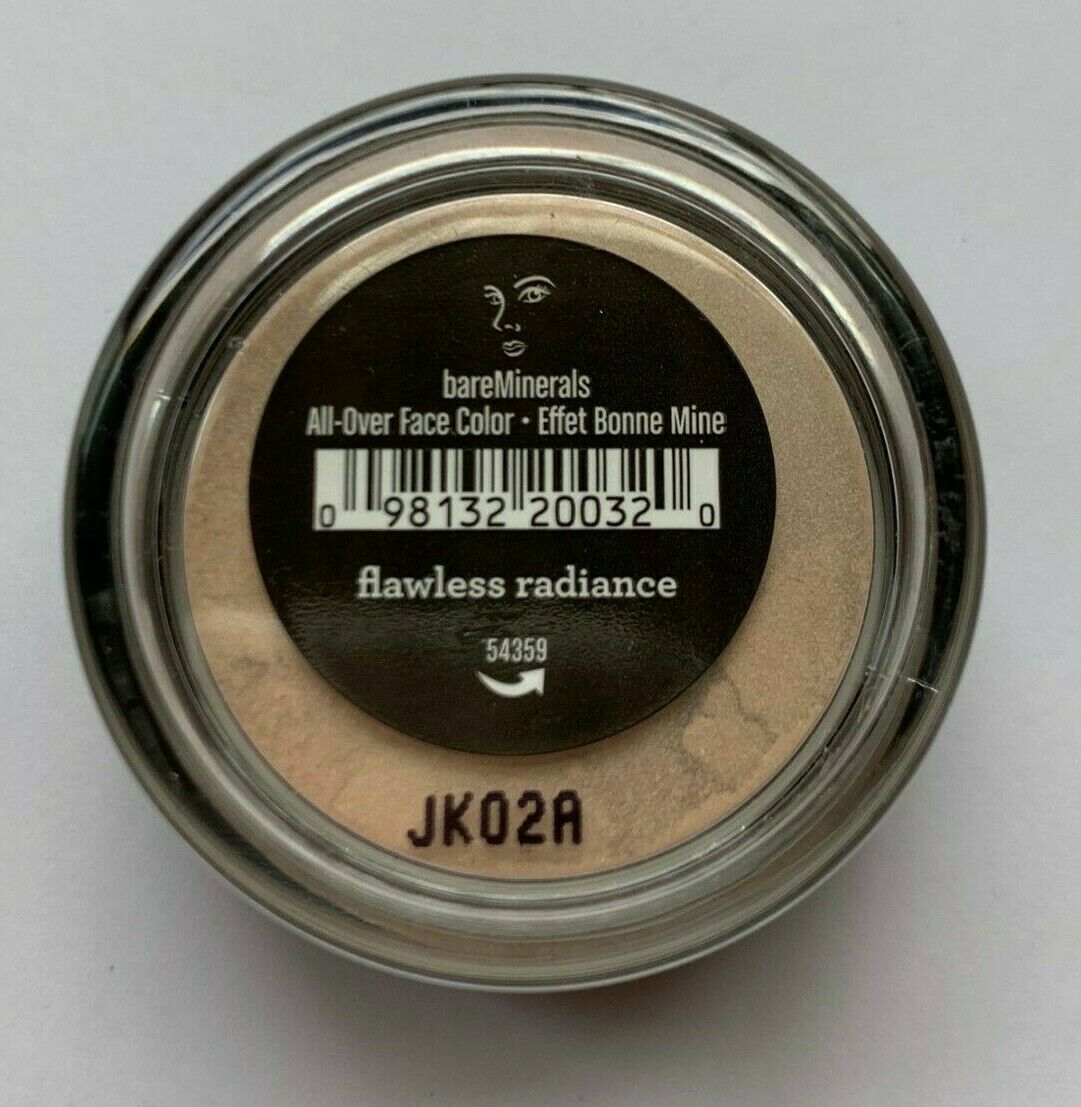 bareMinerals
All-Over Face Color • Effet Bonne Mine
0 98132 20032 0
flawless radiance
54359
JK02A